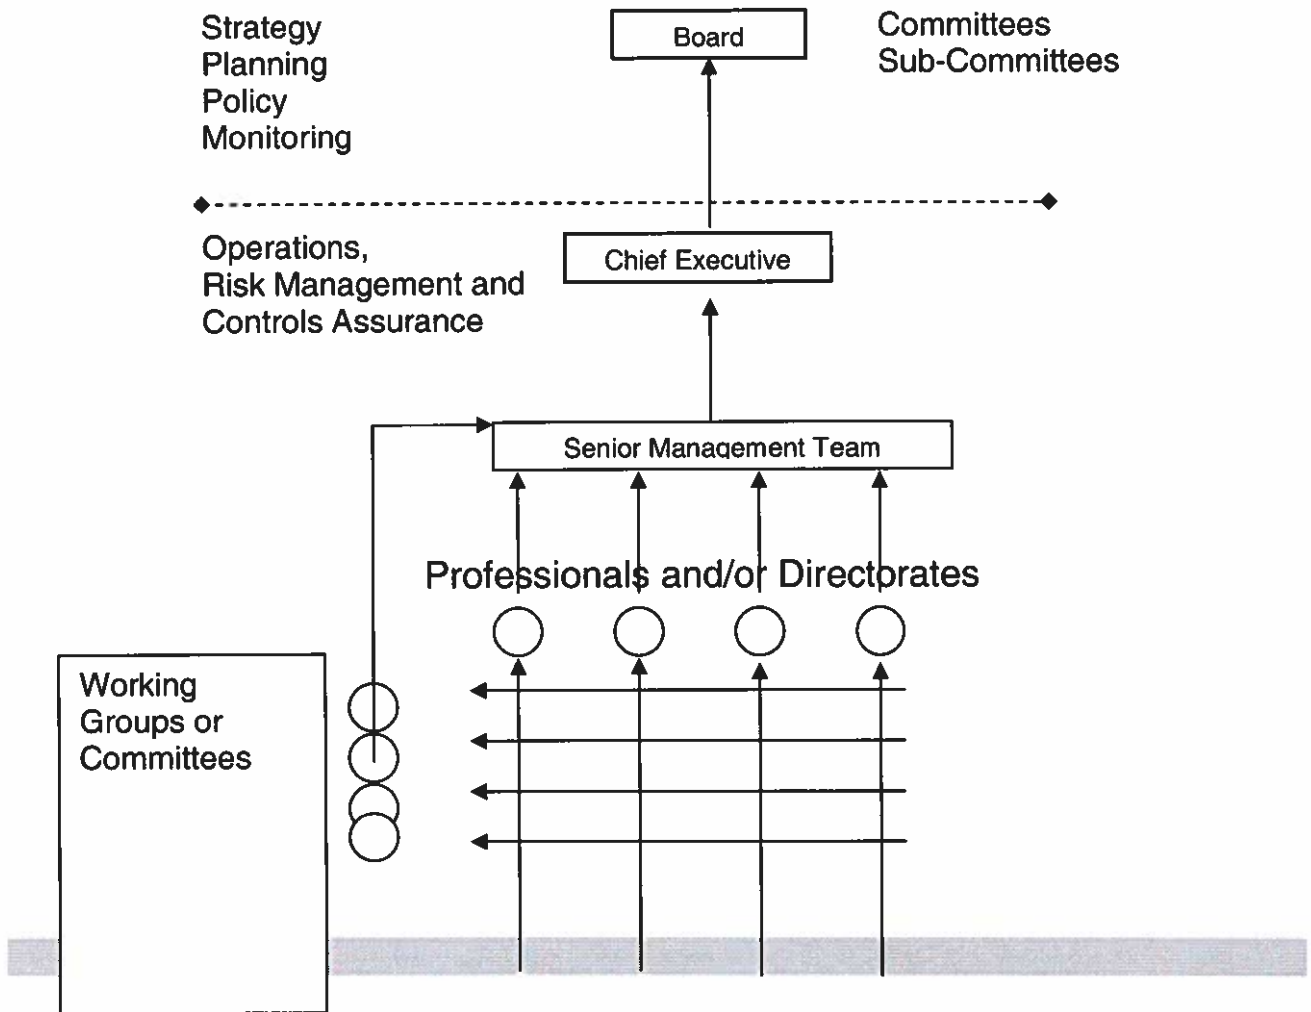 Strategy
Planning
Policy
Monitoring
Board
Committees
Sub-Committees
Operations,
Risk Management and
Controls Assurance
Chief Executive
Senior Management Team
Professionals and/or Directorates
Working
Groups or
Committees